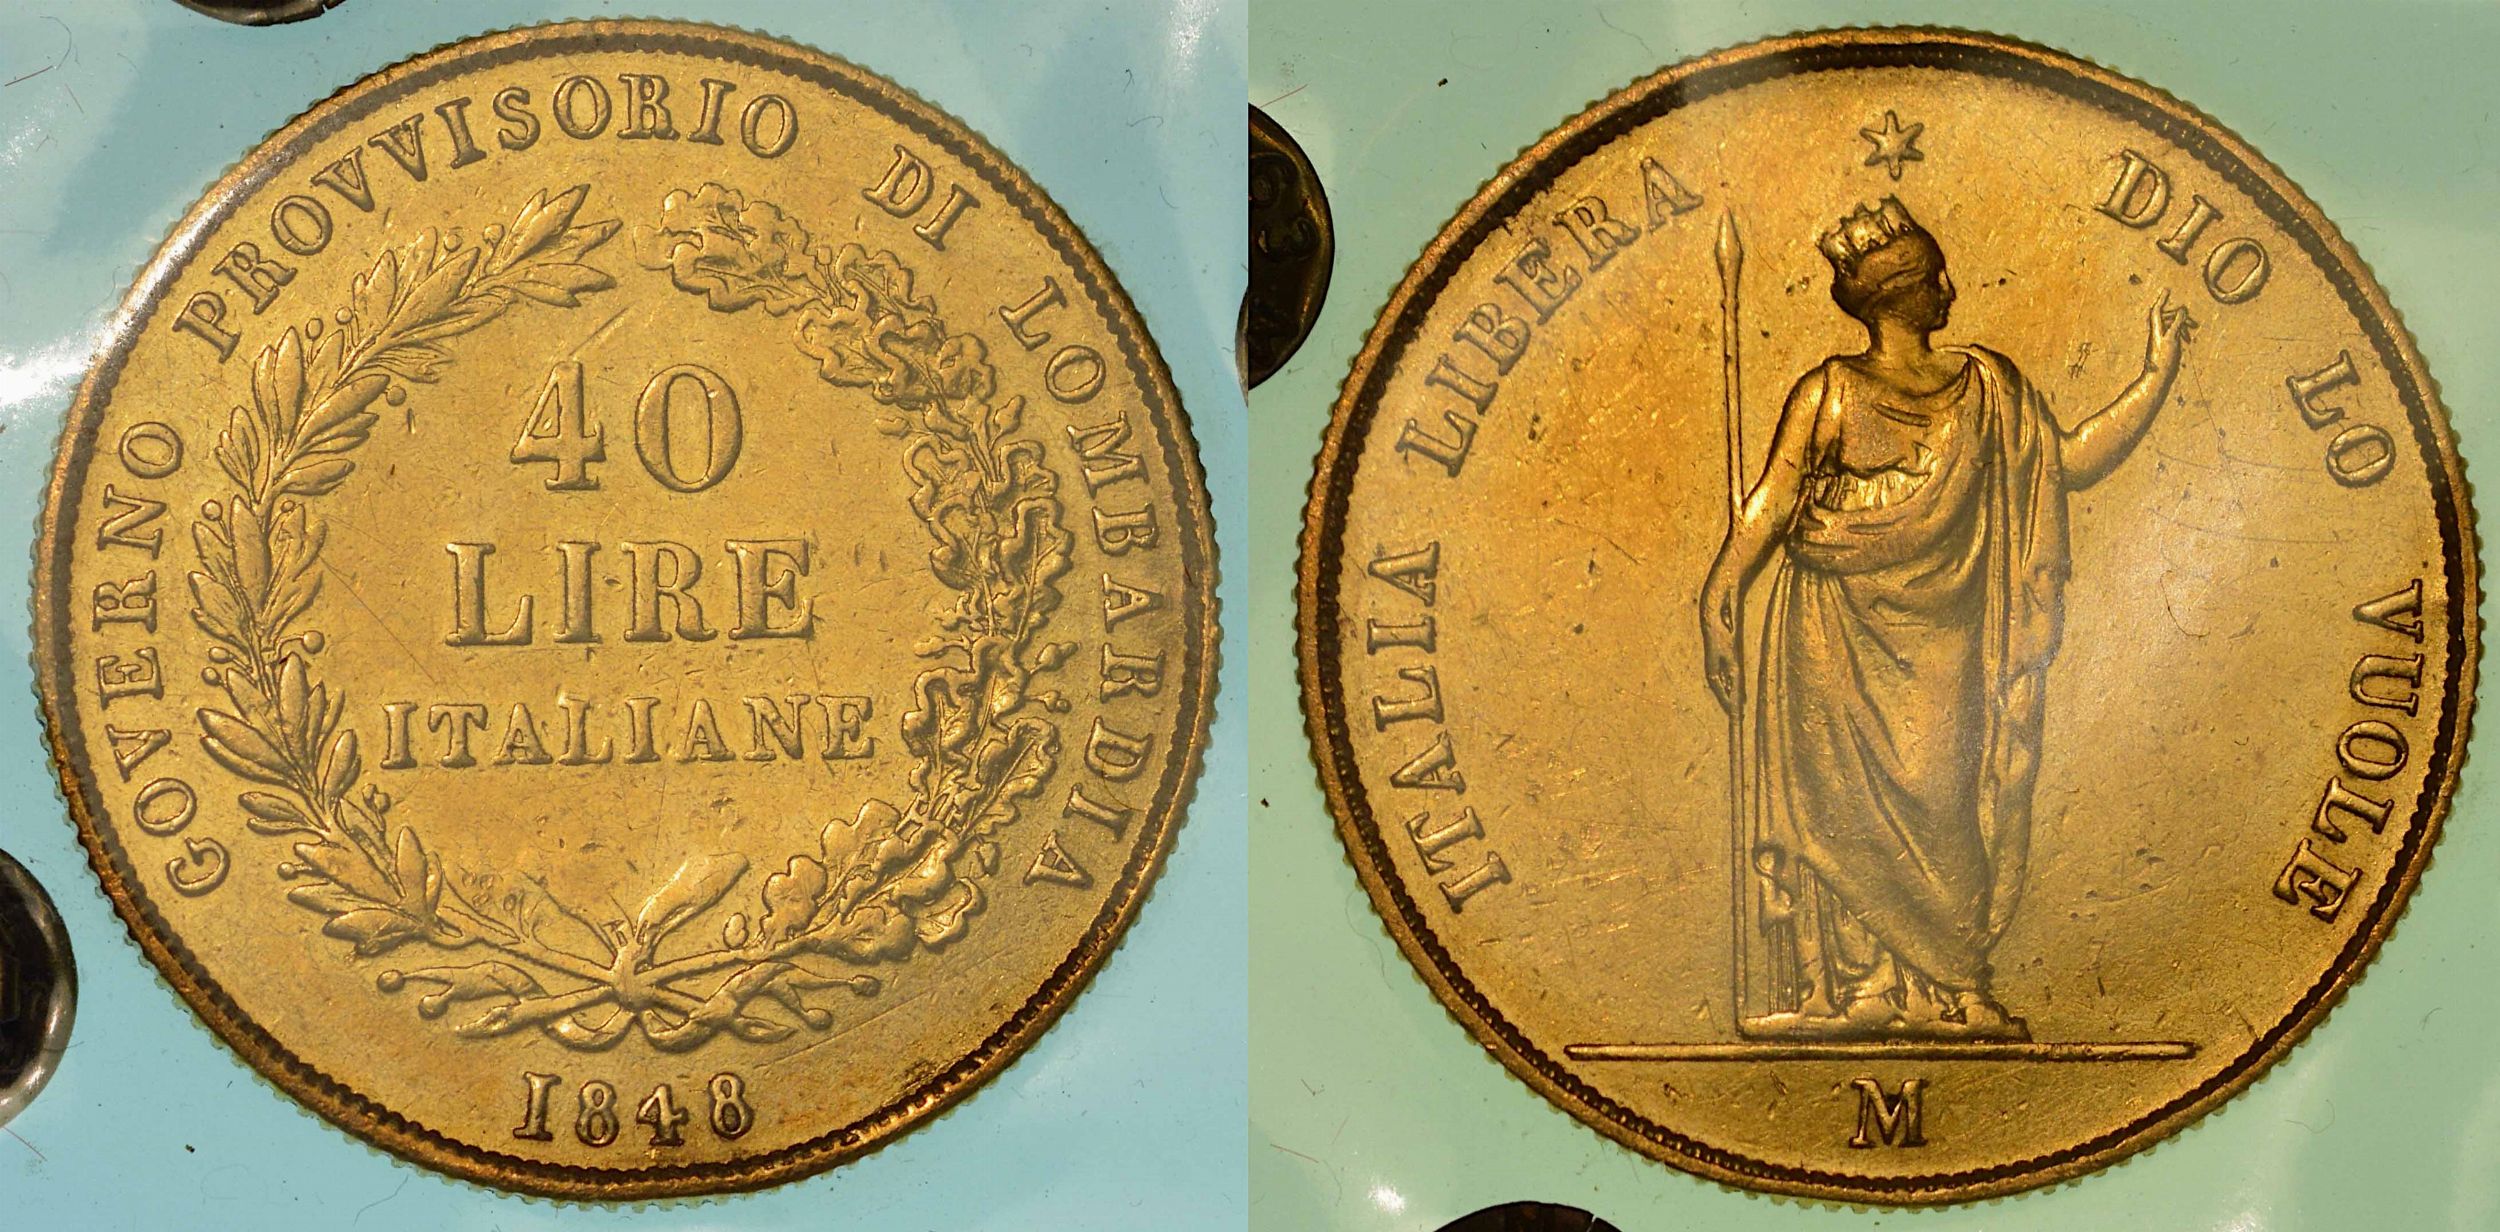 GOVERNO PROVVISORIO DI LOMBARDIA
40
LIRE
ITALIANE
1848
ITALIA LIBERA DIO LO VUOLE
M